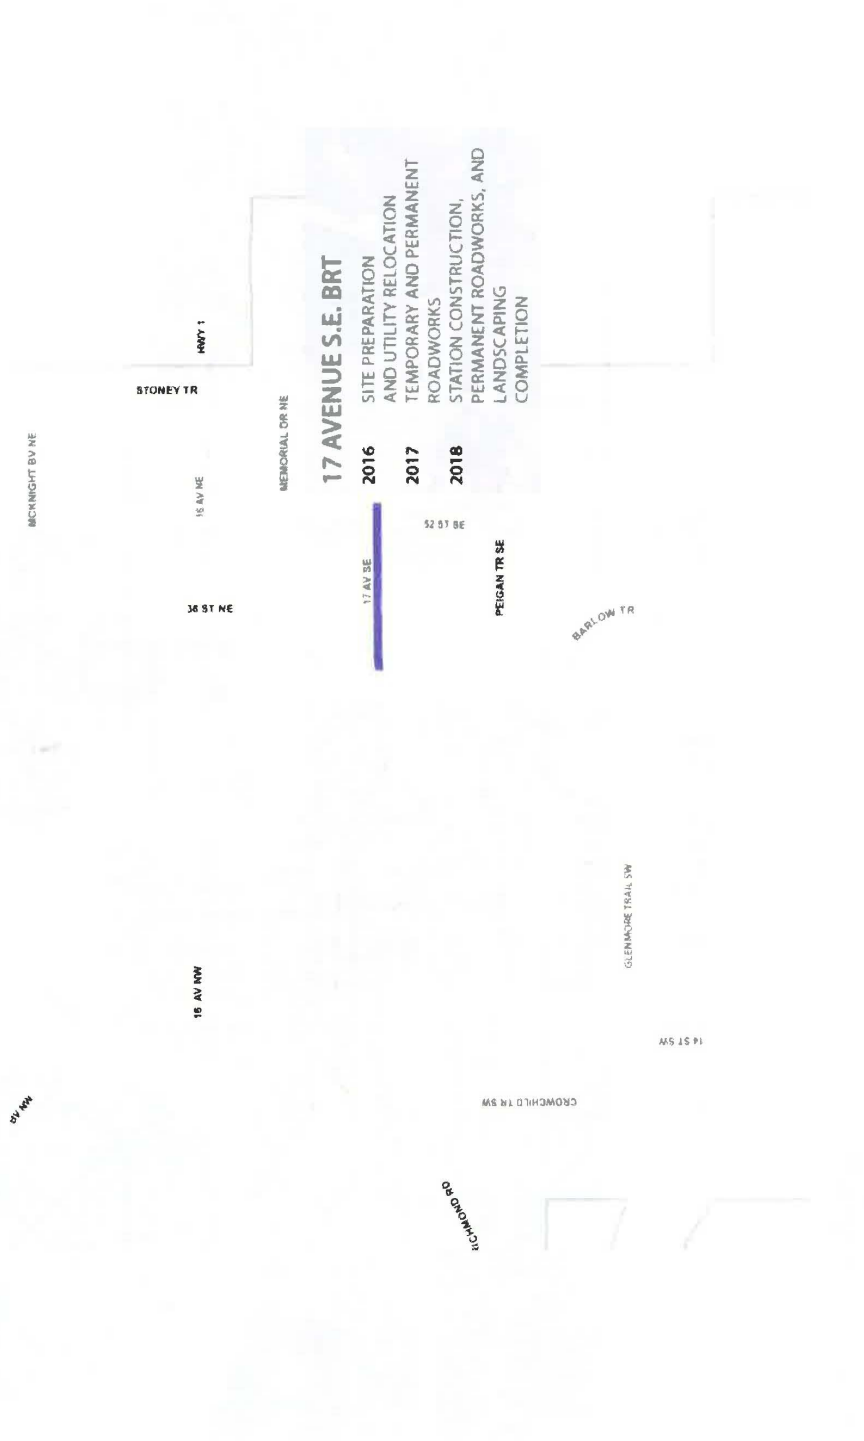 17 AVENUE S.E. BRT
2016 SITE PREPARATION
AND UTILITY RELOCATION
2017 TEMPORARY AND PERMANENT
ROADWORKS
2018 STATION CONSTRUCTION,
PERMANENT ROADWORKS, AND
LANDSCAPING
COMPLETION
MCKNIGHT BV NE
HWY 1
STONEY TR
16 AV NE
MEMORIAL DR NE
36 ST NE
17 AV SE
52 ST SE
PEIGAN TR SE
BARLOW TR
16 AV NW
GLENMORE TRAIL SW
14 ST SW
CROWCHILD TR SW
RICHMOND RD